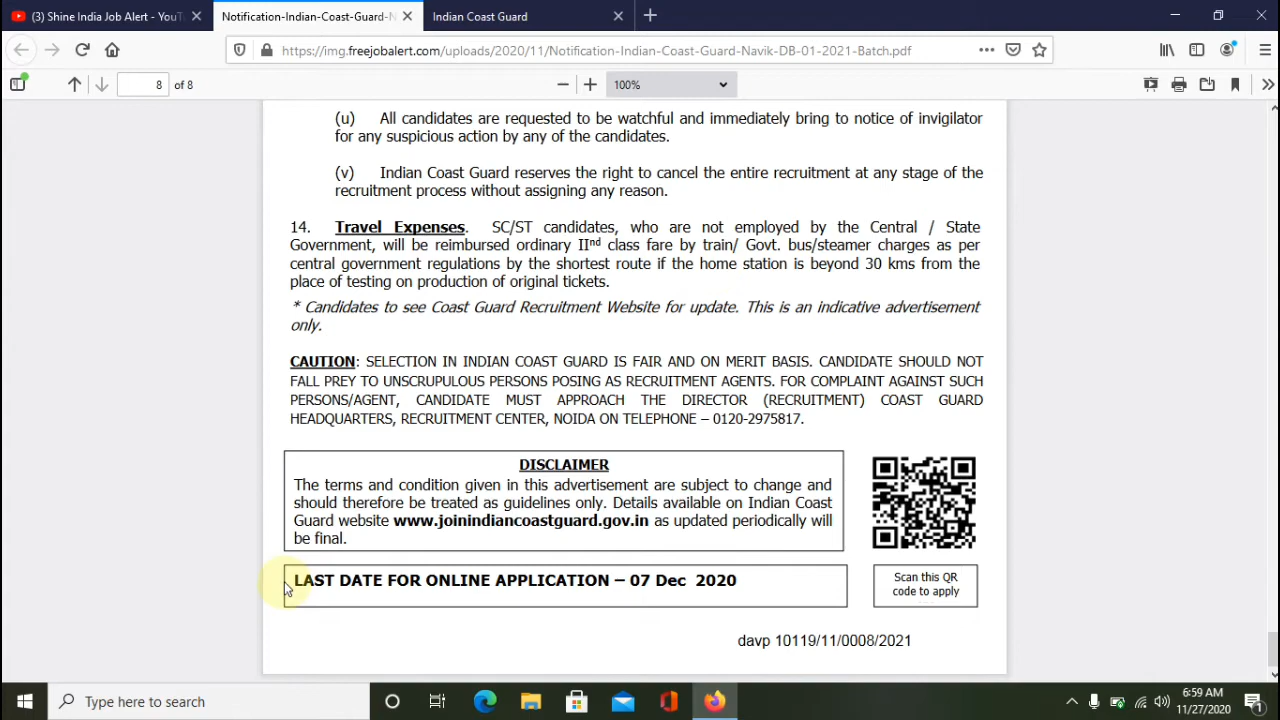 (3) Shine India Job Alert - YouT
Notification-Indian-Coast-Guard-N
Indian Coast Guard
https://img.freejobalert.com/uploads/2020/11/Notification-Indian-Coast-Guard-Navik-DB-01-2021-Batch.pdf
8 of 8
100%
(u) All candidates are requested to be watchful and immediately bring to notice of invigilator
for any suspicious action by any of the candidates.
(v) Indian Coast Guard reserves the right to cancel the entire recruitment at any stage of the
recruitment process without assigning any reason.
14. Travel Expenses. SC/ST candidates, who are not employed by the Central / State
Government, will be reimbursed ordinary IInd class fare by train/ Govt. bus/steamer charges as per
central government regulations by the shortest route if the home station is beyond 30 kms from the
place of testing on production of original tickets.
* Candidates to see Coast Guard Recruitment Website for update. This is an indicative advertisement
only.
CAUTION: SELECTION IN INDIAN COAST GUARD IS FAIR AND ON MERIT BASIS. CANDIDATE SHOULD NOT
FALL PREY TO UNSCRUPULOUS PERSONS POSING AS RECRUITMENT AGENTS. FOR COMPLAINT AGAINST SUCH
PERSONS/AGENT, CANDIDATE MUST APPROACH THE DIRECTOR (RECRUITMENT) COAST GUARD
HEADQUARTERS, RECRUITMENT CENTER, NOIDA ON TELEPHONE – 0120-2975817.
DISCLAIMER
The terms and condition given in this advertisement are subject to change and
should therefore be treated as guidelines only. Details available on Indian Coast
Guard website www.joinindiancoastguard.gov.in as updated periodically will
be final.
LAST DATE FOR ONLINE APPLICATION – 07 Dec 2020
Scan this QR
code to apply
davp 10119/11/0008/2021
Type here to search
6:59 AM
11/27/2020
1